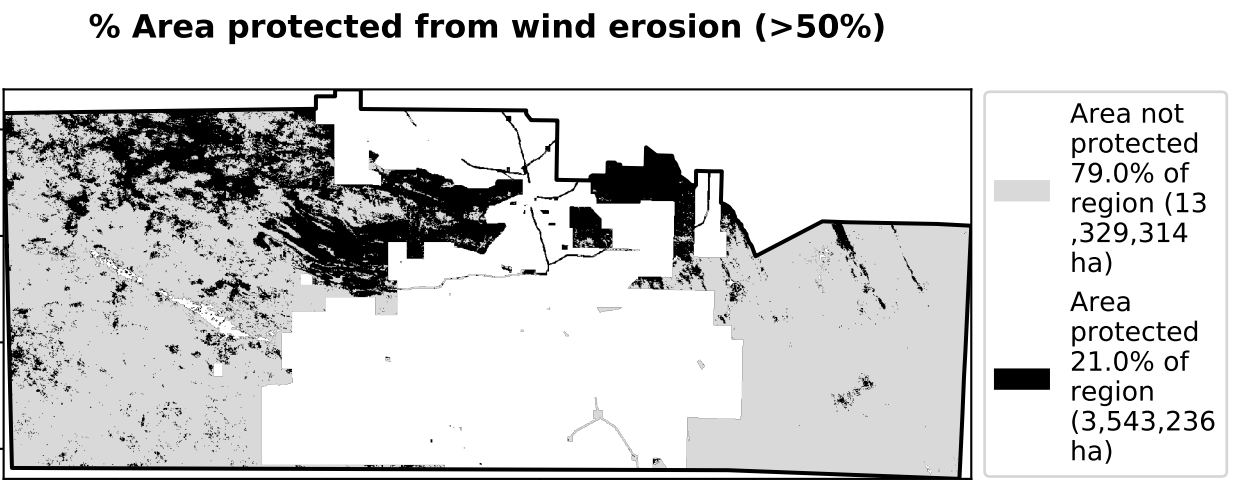 % Area protected from wind erosion (>50%)
Area not
protected
79.0% of
region (13
,329,314
ha)
Area
protected
21.0% of
region
(3,543,236
ha)